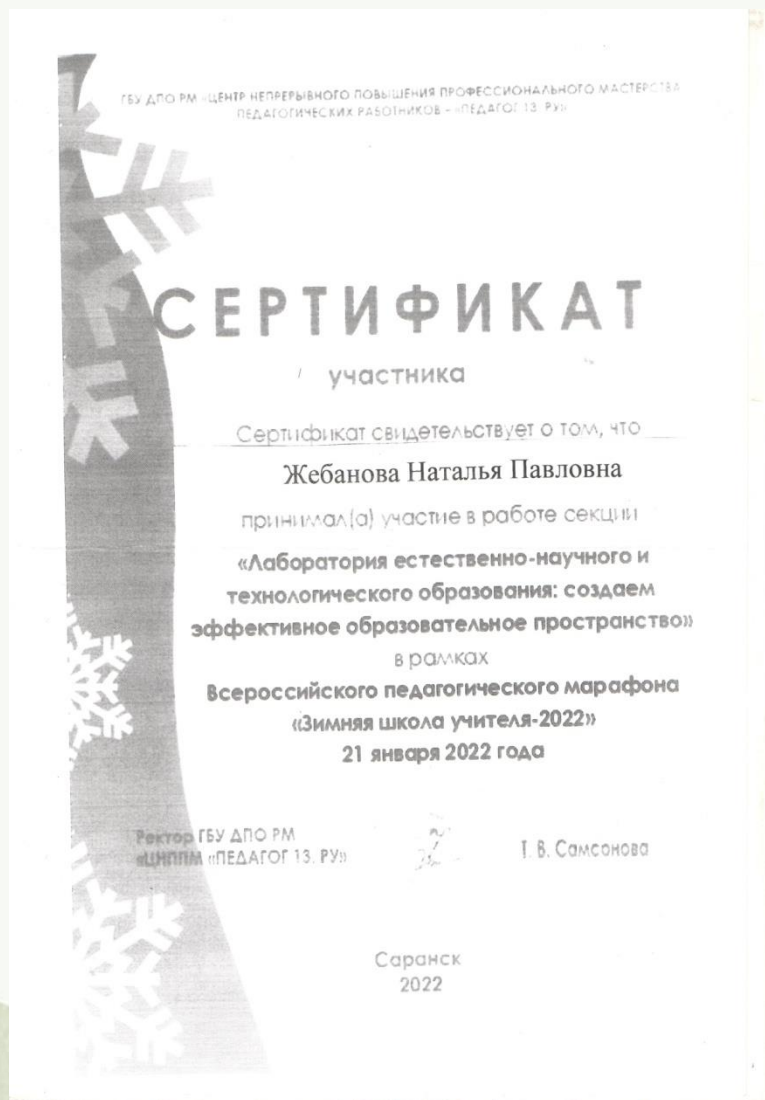 ГБУ ДПО РМ «ЦЕНТР НЕПРЕРЫВНОГО ПОВЫШЕНИЯ ПРОФЕССИОНАЛЬНОГО МАСТЕРСТВА
ПЕДАГОГИЧЕСКИХ РАБОТНИКОВ – «ПЕДАГОГ 13. РУ»
СЕРТИФИКАТ
участника
Сертификат свидетельствует о том, что
Жебанова Наталья Павловна
принимал(а) участие в работе секции
«Лаборатория естественно-научного и
технологического образования: создаем
эффективное образовательное пространство»
в рамках
Всероссийского педагогического марафона
«Зимняя школа учителя-2022»
21 января 2022 года
Ректор ГБУ ДПО РМ
«ЦНППМ «ПЕДАГОГ 13. РУ»
Т. В. Самсонова
Саранск
2022